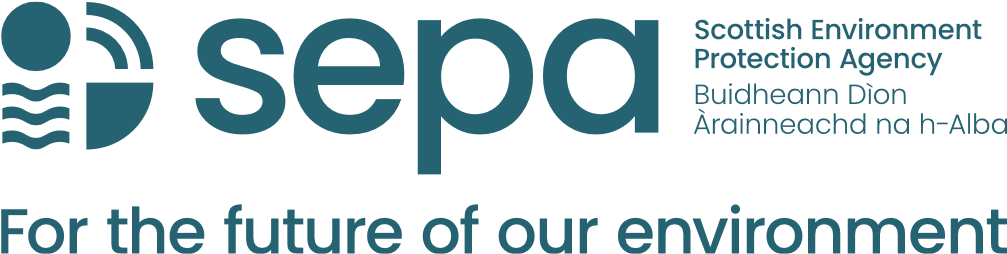 sepa
Scottish Environment
Protection Agency
Buidheann Dìon
Àrainneachd na h-Alba
For the future of our environment